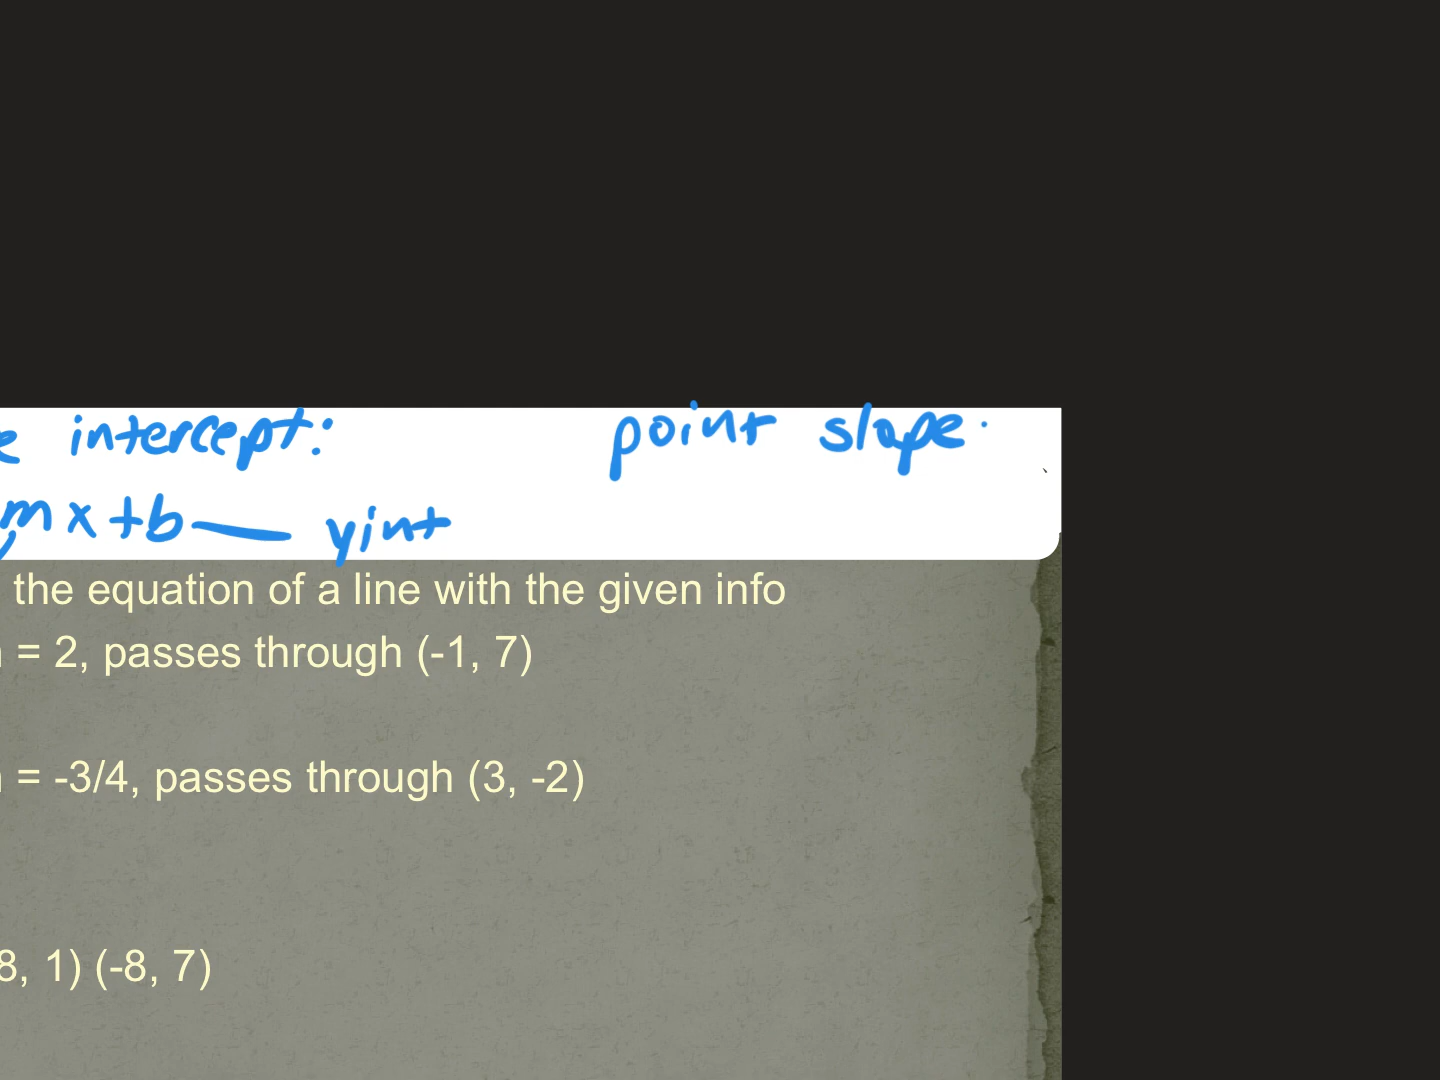 intercept: point slope.
mx+b — yint
the equation of a line with the given info
= 2, passes through (-1, 7)
= -3/4, passes through (3, -2)
8, 1) (-8, 7)